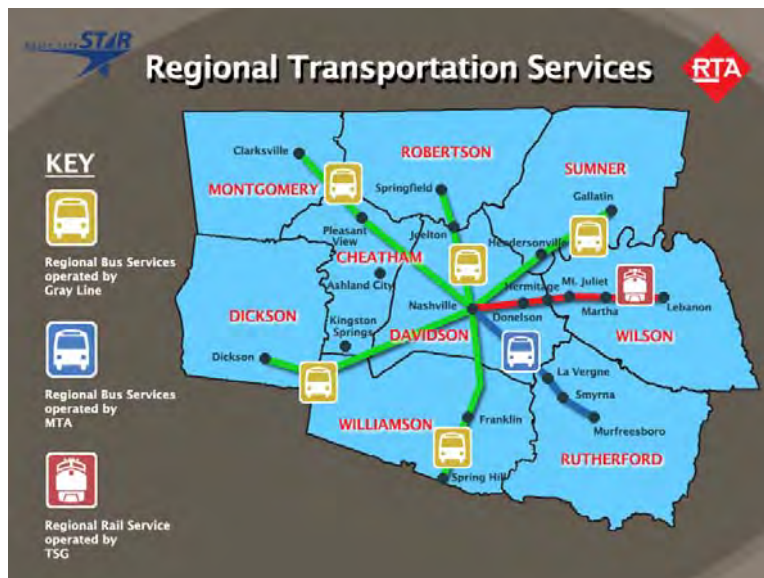 STAR
Regional Transportation Services
RTA
KEY
Regional Bus Services
operated by
Gray Line
Regional Bus Services
operated by
MTA
Regional Rail Service
operated by
TSG
Clarksville
MONTGOMERY
ROBERTSON
Springfield
SUMNER
Gallatin
Pleasant
View
Joelton
Hendersonville
CHEATHAM
Ashland City
Hermitage
Mt. Juliet
Nashville
Donelson
Martha
Lebanon
DICKSON
Kingston
Springs
DAVIDSON
WILSON
Dickson
La Vergne
Smyrna
WILLIAMSON
Franklin
Murfreesboro
RUTHERFORD
Spring Hill